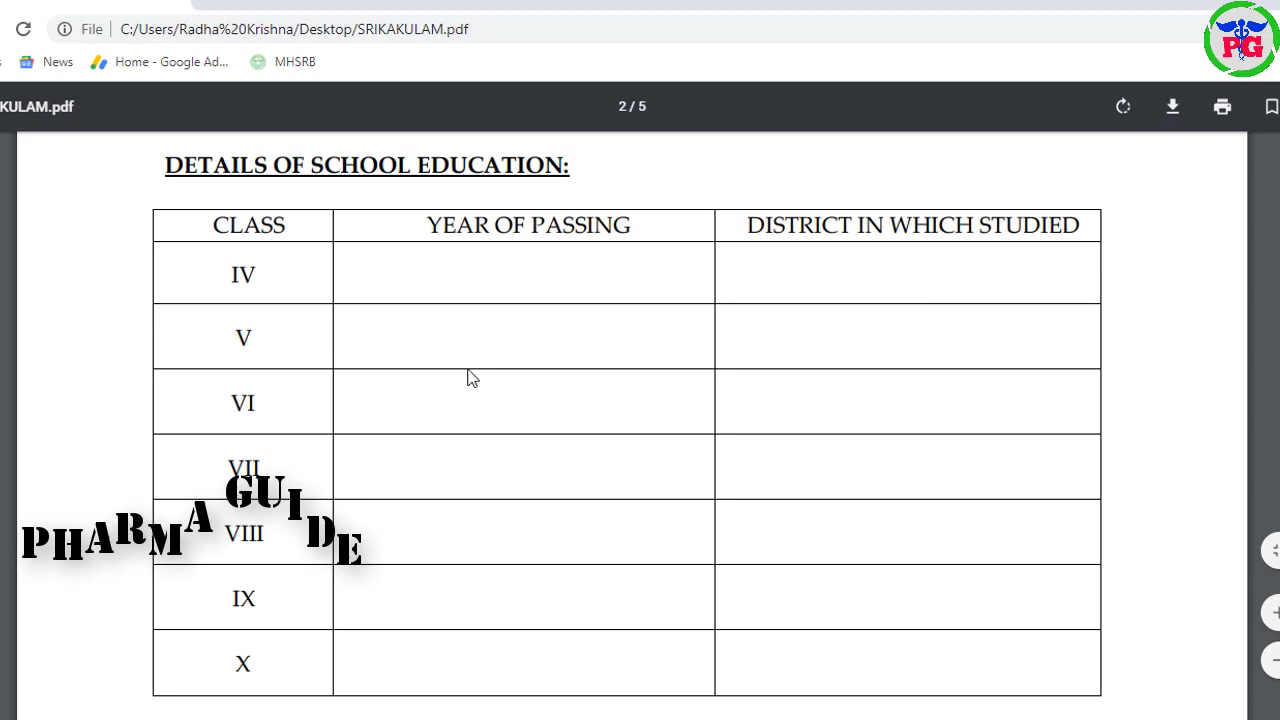 File C:/Users/Radha%20Krishna/Desktop/SRIKAKULAM.pdf
PG
News Home - Google Ad... MHSRB
KULAM.pdf 2 / 5
DETAILS OF SCHOOL EDUCATION:
CLASS YEAR OF PASSING DISTRICT IN WHICH STUDIED
IV
V
VI
VII
PHARMA GUIDE
VIII
IX
X